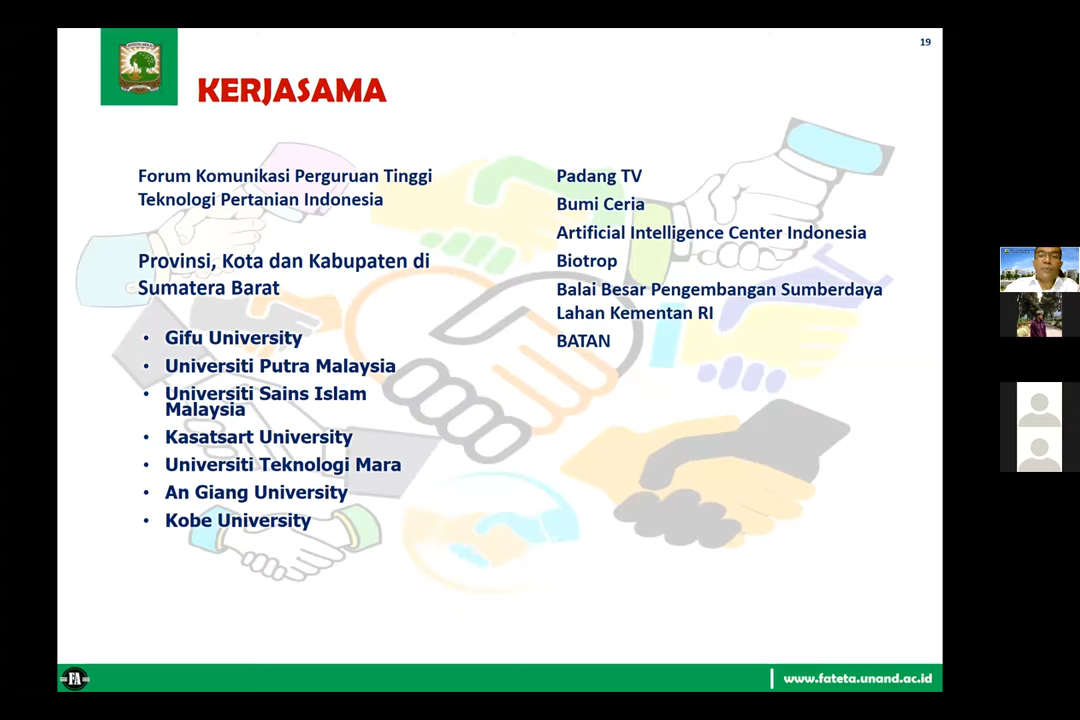 19
KERJASAMA
Forum Komunikasi Perguruan Tinggi
Teknologi Pertanian Indonesia
Provinsi, Kota dan Kabupaten di
Sumatera Barat
• Gifu University
• Universiti Putra Malaysia
• Universiti Sains Islam
Malaysia
• Kasatsart University
• Universiti Teknologi Mara
• An Giang University
• Kobe University
Padang TV
Bumi Ceria
Artificial Intelligence Center Indonesia
Biotrop
Balai Besar Pengembangan Sumberdaya
Lahan Kementan RI
BATAN
FA
www.fateta.unand.ac.id